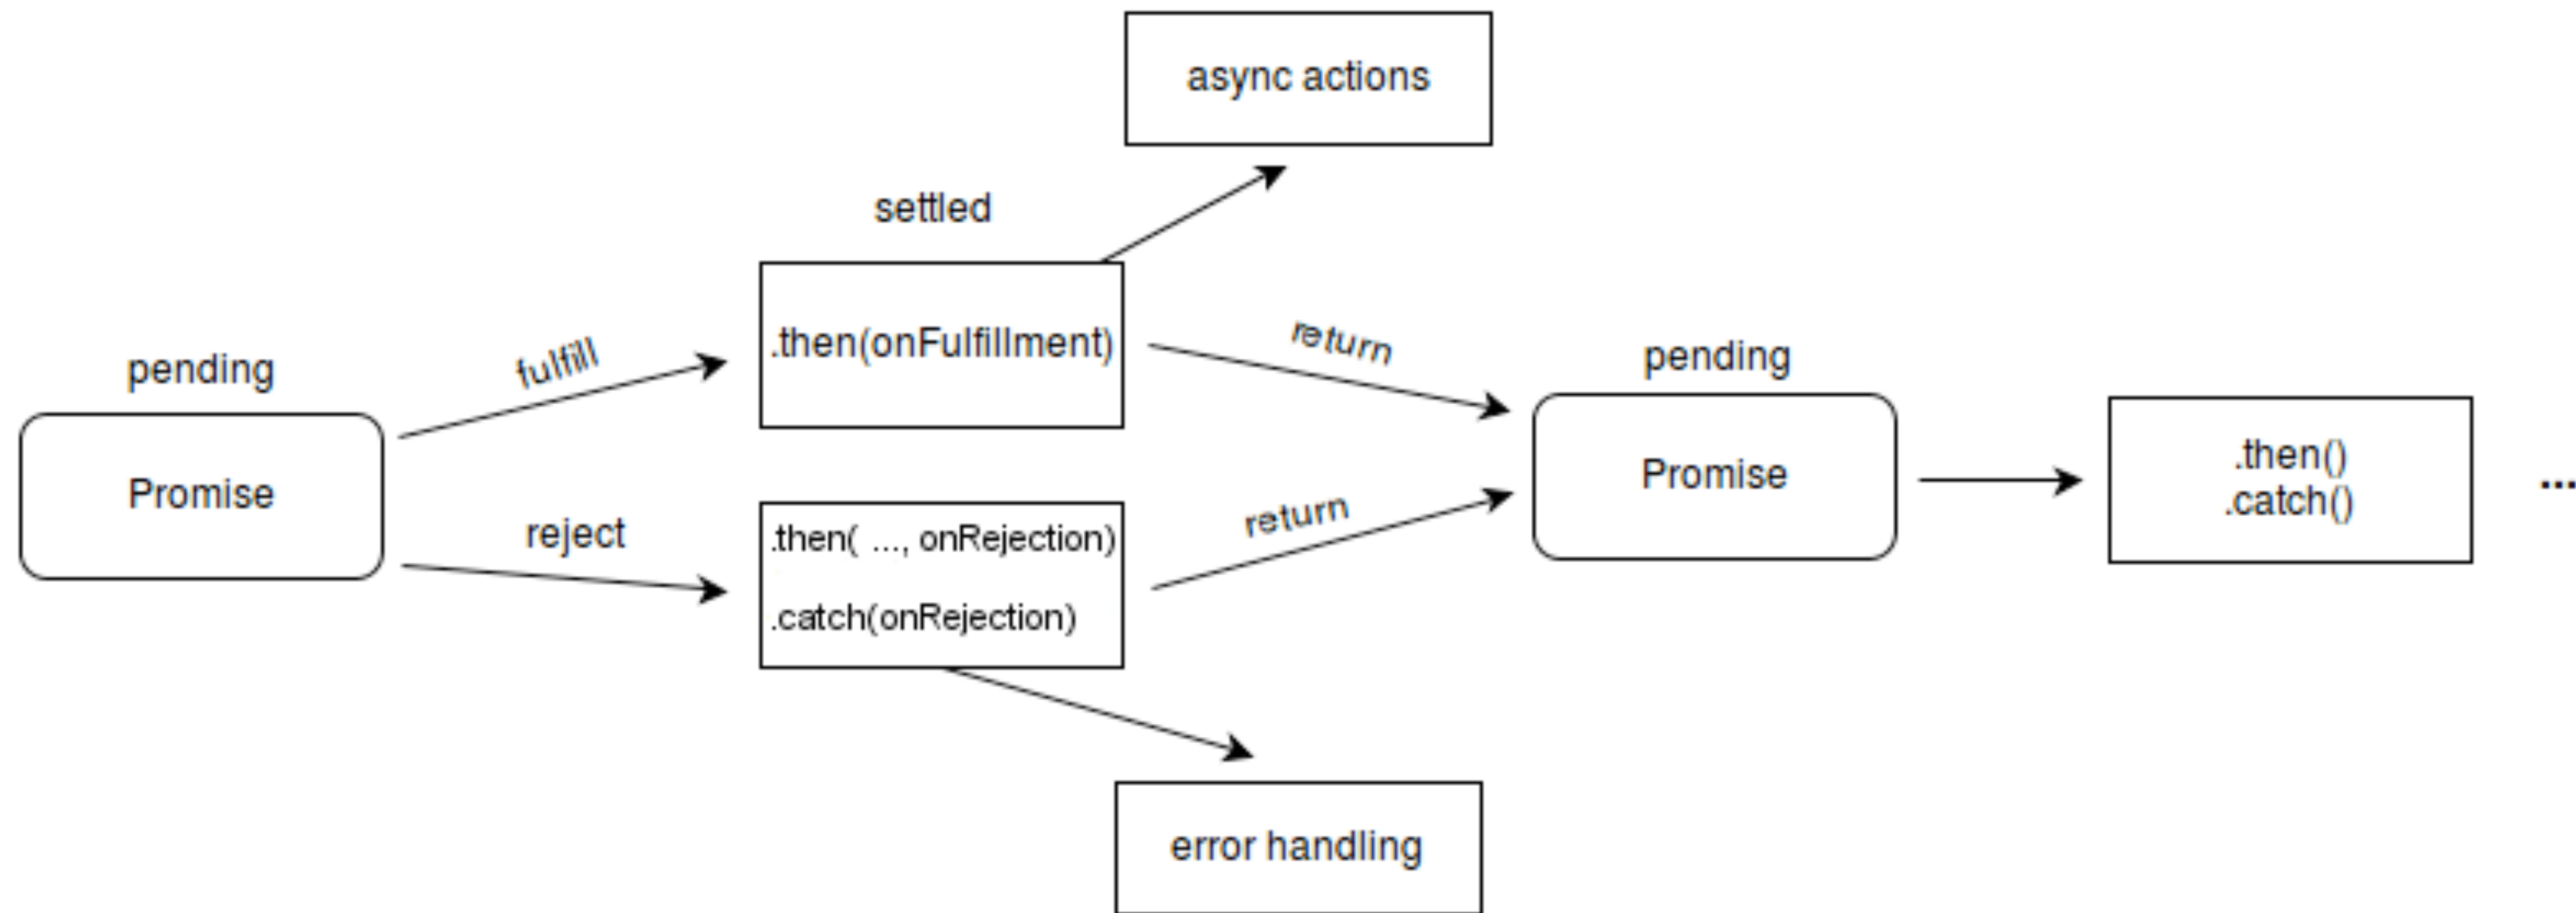 async actions
settled
.then(onFulfillment)
fulfill
return
pending
pending
Promise
Promise
reject
.then( ..., onRejection)
.catch(onRejection)
return
.then()
.catch()
...
error handling